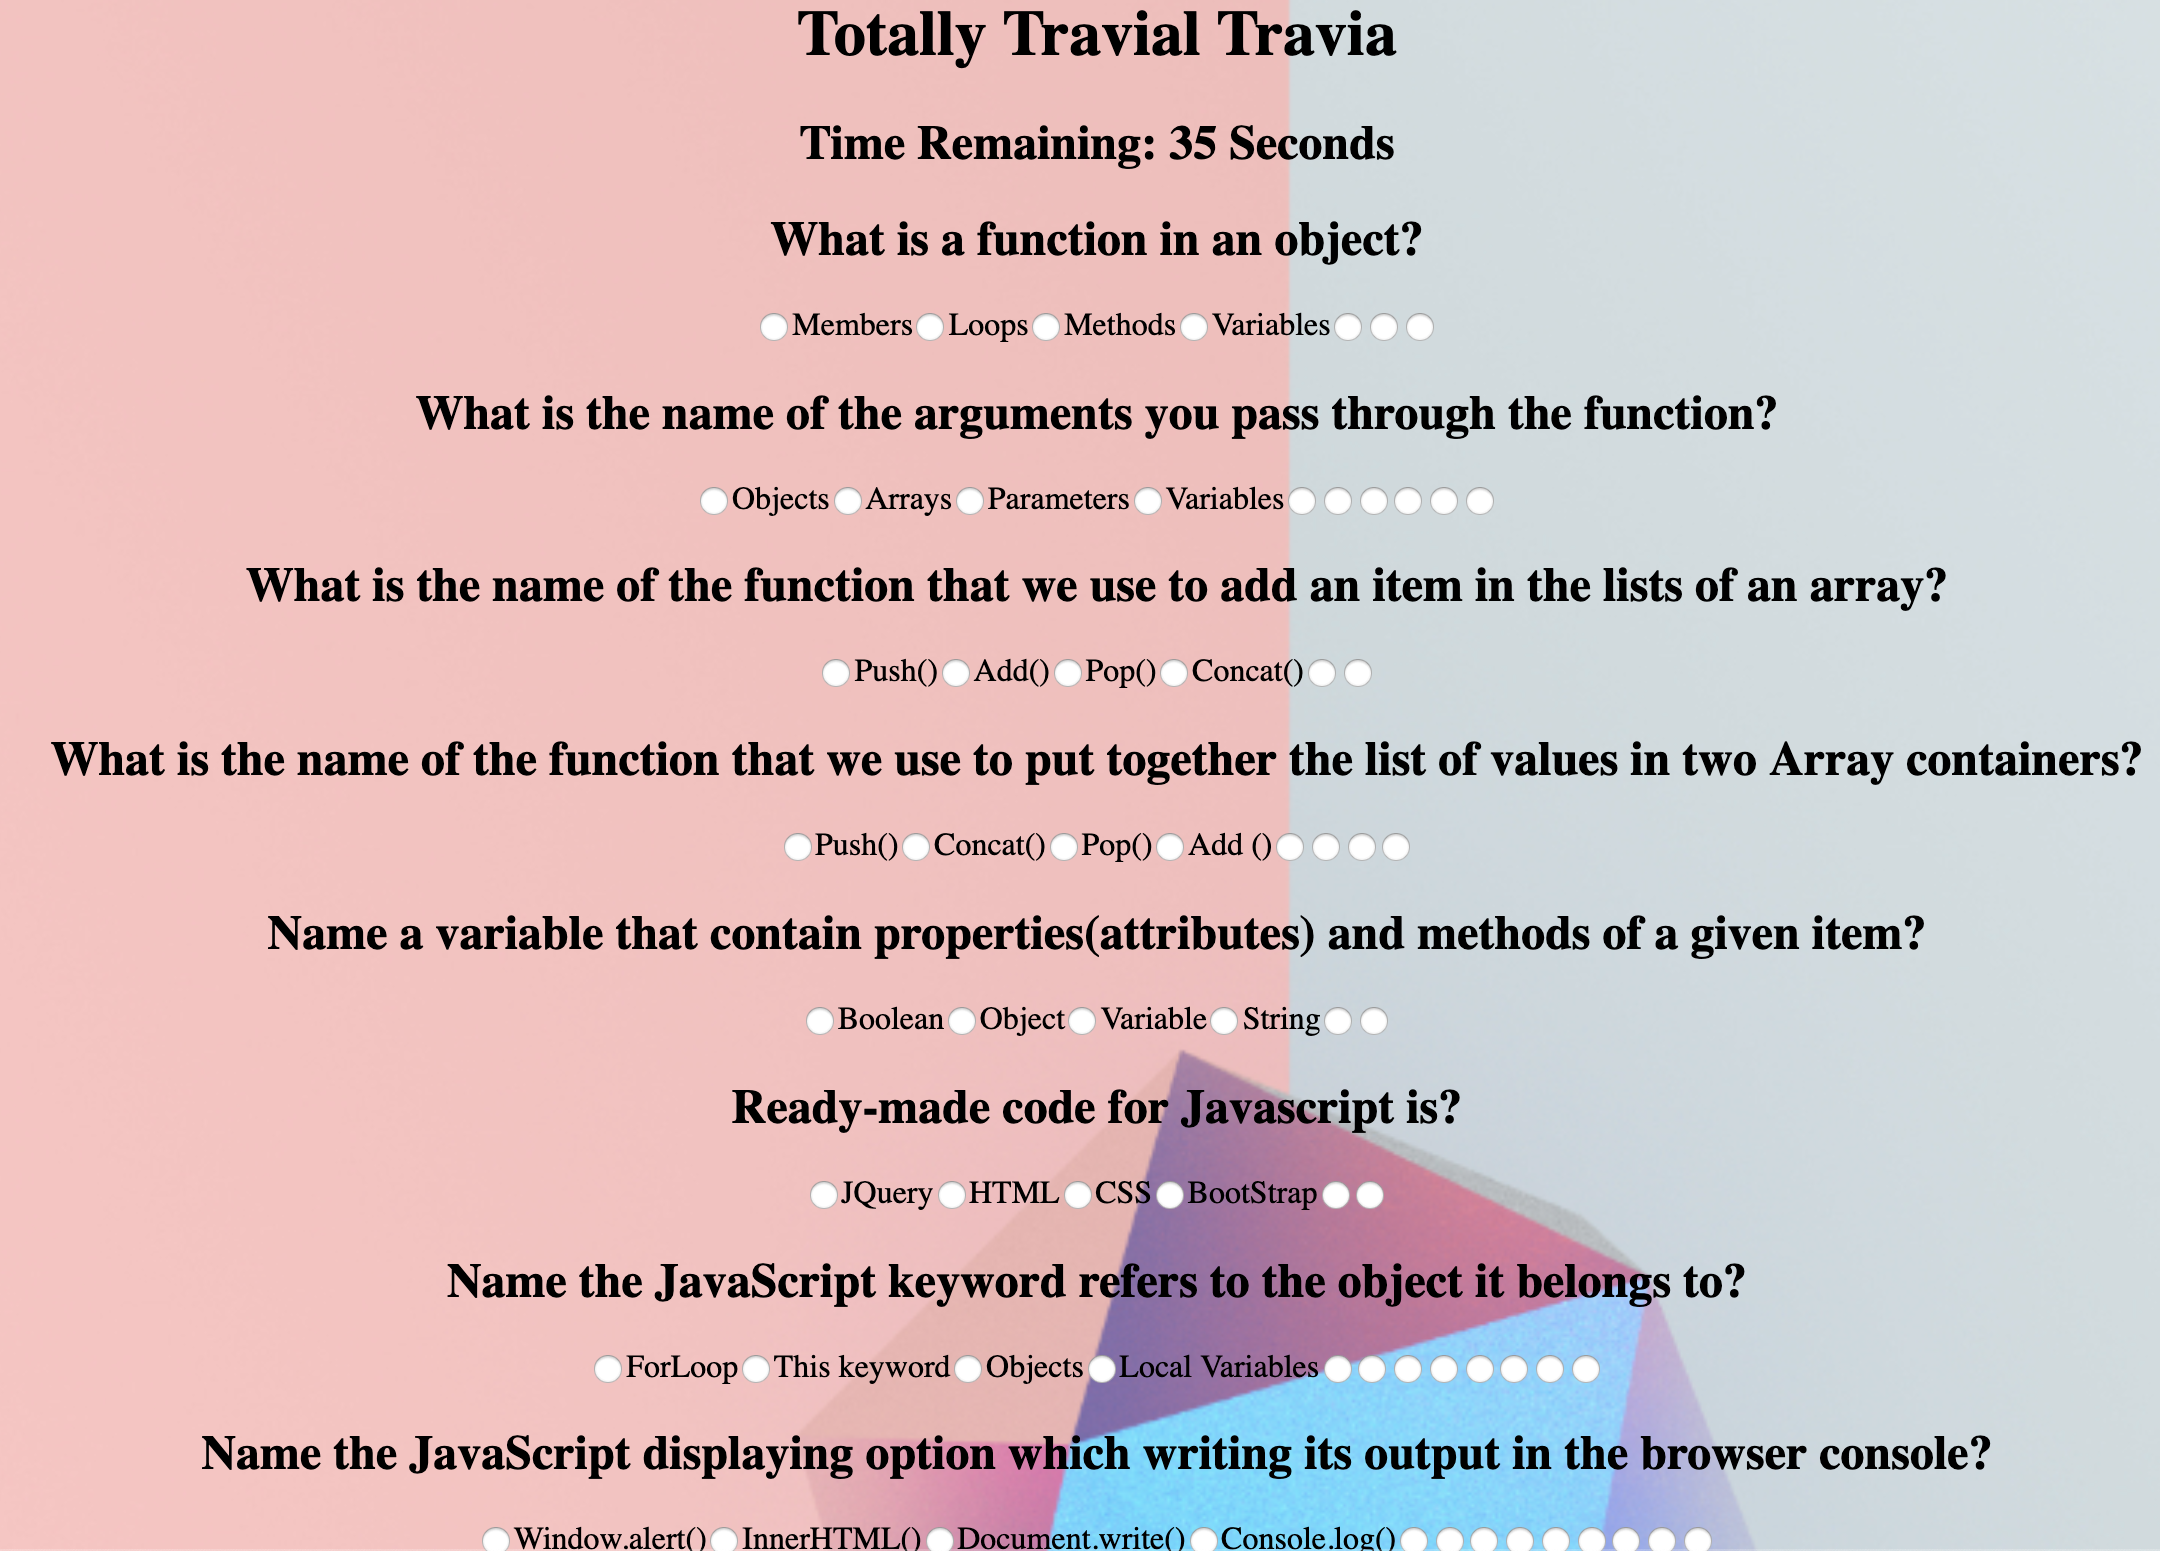 Totally Travial Travia
Time Remaining: 35 Seconds
What is a function in an object?
Members Loops Methods Variables
What is the name of the arguments you pass through the function?
Objects Arrays Parameters Variables
What is the name of the function that we use to add an item in the lists of an array?
Push() Add() Pop() Concat()
What is the name of the function that we use to put together the list of values in two Array containers?
Push() Concat() Pop() Add ()
Name a variable that contain properties(attributes) and methods of a given item?
Boolean Object Variable String
Ready-made code for Javascript is?
JQuery HTML CSS BootStrap
Name the JavaScript keyword refers to the object it belongs to?
ForLoop This keyword Objects Local Variables
Name the JavaScript displaying option which writing its output in the browser console?
Window.alert() InnerHTML() Document.write() Console.log()